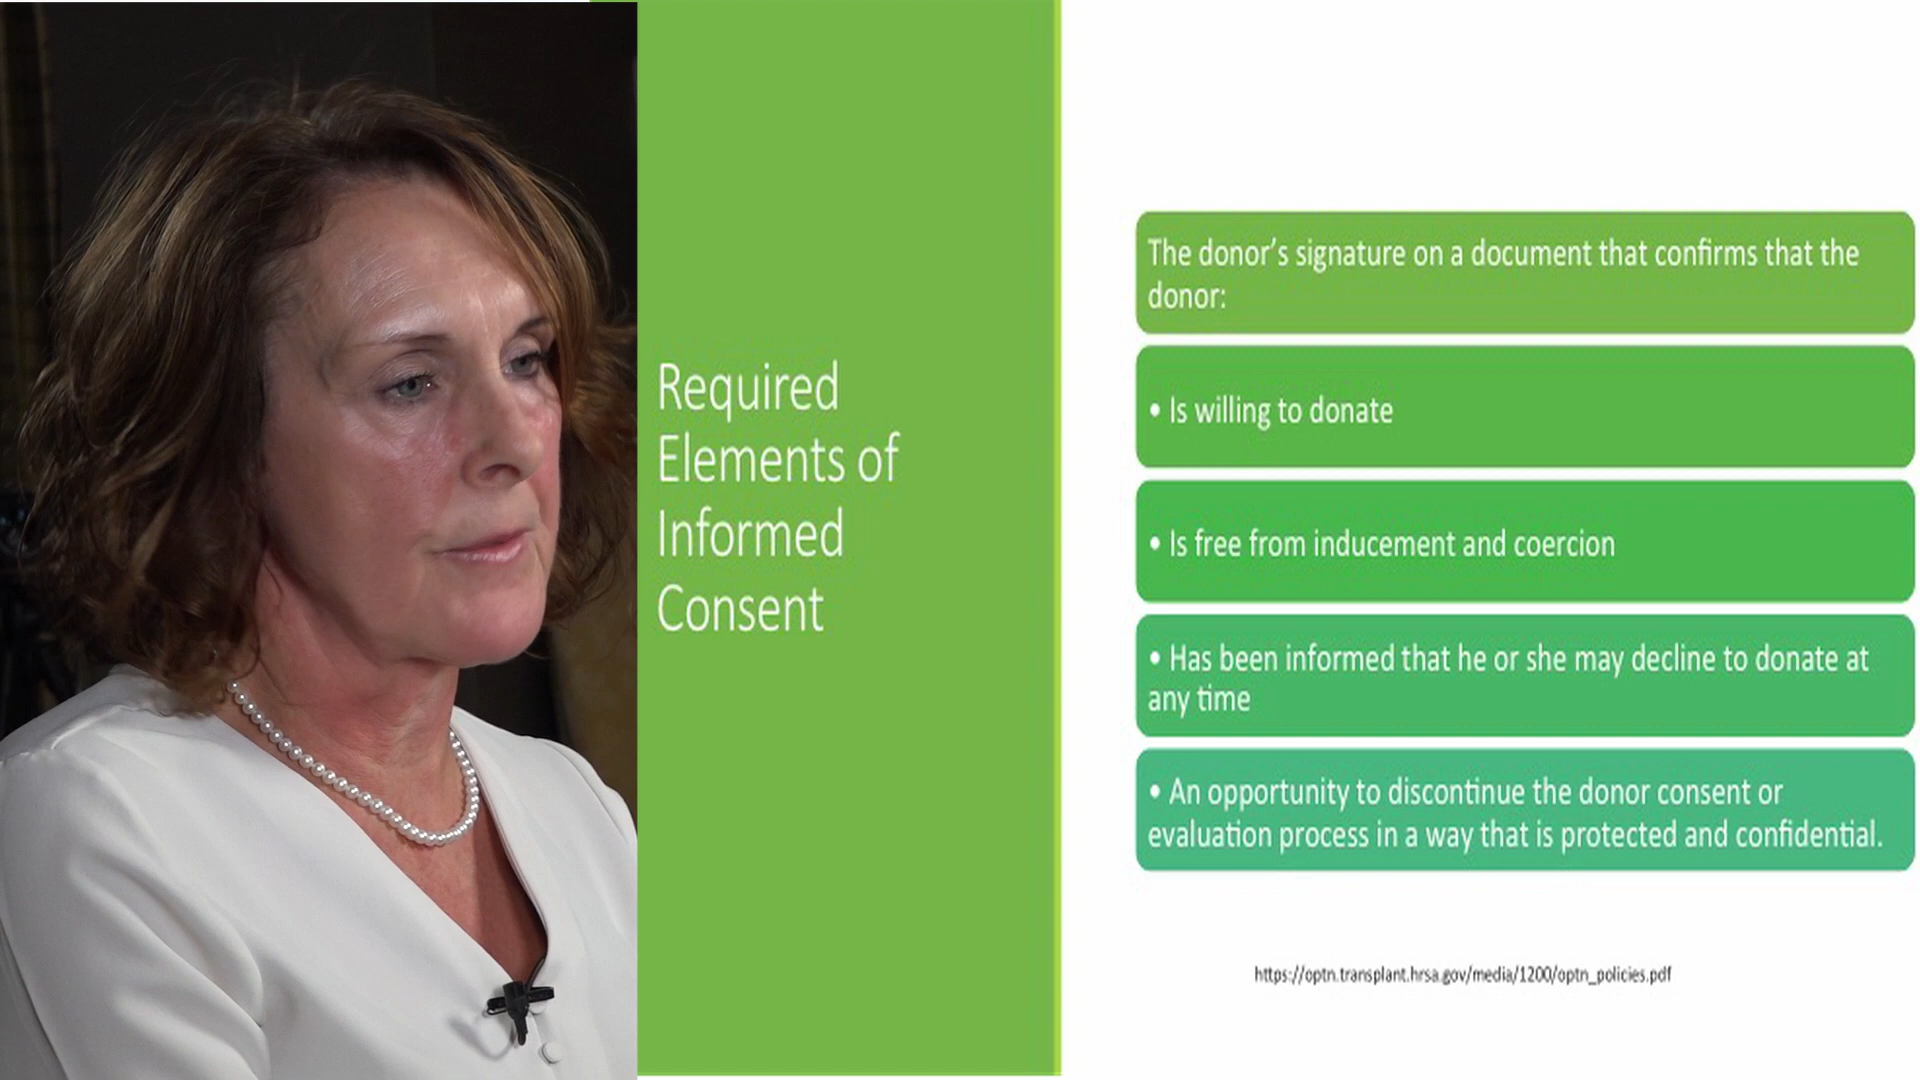 Required
Elements of
Informed
Consent
The donor’s signature on a document that confirms that the
donor:
• Is willing to donate
• Is free from inducement and coercion
• Has been informed that he or she may decline to donate at
any time
• An opportunity to discontinue the donor consent or
evaluation process in a way that is protected and confidential.
https://optn.transplant.hrsa.gov/media/1200/optn_policies.pdf